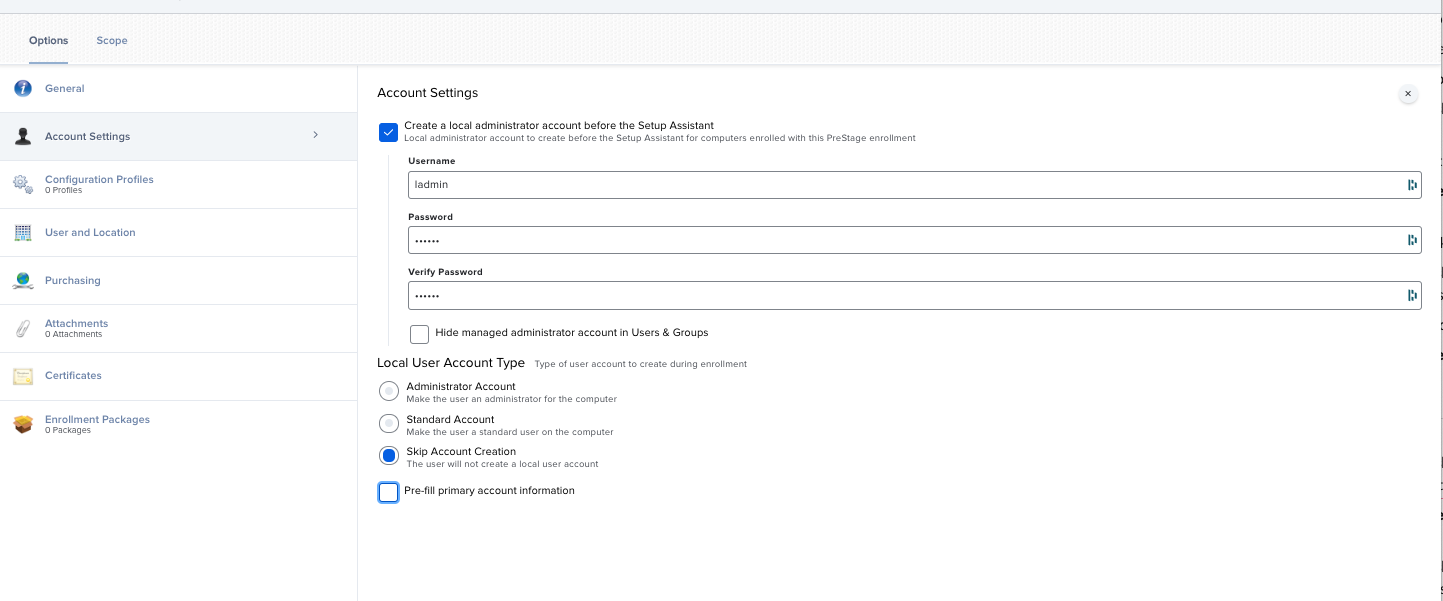 Options
Scope
General
Account Settings
Configuration Profiles
0 Profiles
User and Location
Purchasing
Attachments
0 Attachments
Certificates
Enrollment Packages
0 Packages
Account Settings
Create a local administrator account before the Setup Assistant
Local administrator account to create before the Setup Assistant for computers enrolled with this PreStage enrollment
Username
ladmin
Password
••••••
Verify Password
••••••
Hide managed administrator account in Users & Groups
Local User Account Type Type of user account to create during enrollment
Administrator Account
Make the user an administrator for the computer
Standard Account
Make the user a standard user on the computer
Skip Account Creation
The user will not create a local user account
Pre-fill primary account information